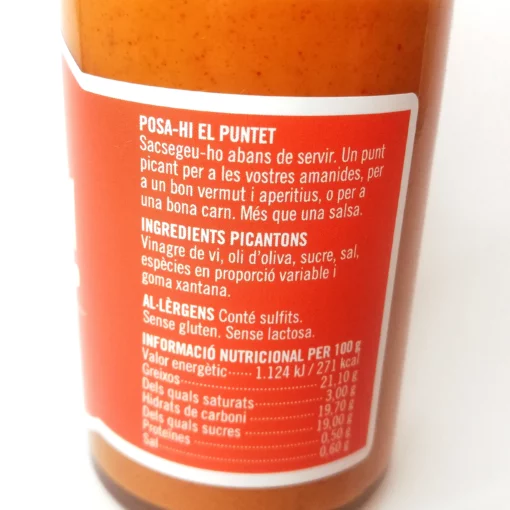 POSA-HI EL PUNTET
Sacsegeu-ho abans de servir. Un punt
picant per a les vostres amanides, per
a un bon vermut i aperitius, o per a
una bona carn. Més que una salsa.
INGREDIENTS PICANTONS
Vinagre de vi, oli d'oliva, sucre, sal,
espècies en proporció variable i
goma xantana.
AL·LÈRGENS Conté sulfits.
Sense gluten. Sense lactosa.
INFORMACIÓ NUTRICIONAL PER 100 g
Valor energètic 1.124 kJ / 271 kcal
Greixos 21,10 g
Dels quals saturats 3,00 g
Hidrats de carboni 19,70 g
Dels quals sucres 19,00 g
Proteïnes 0,50 g
Sal 0,60 g